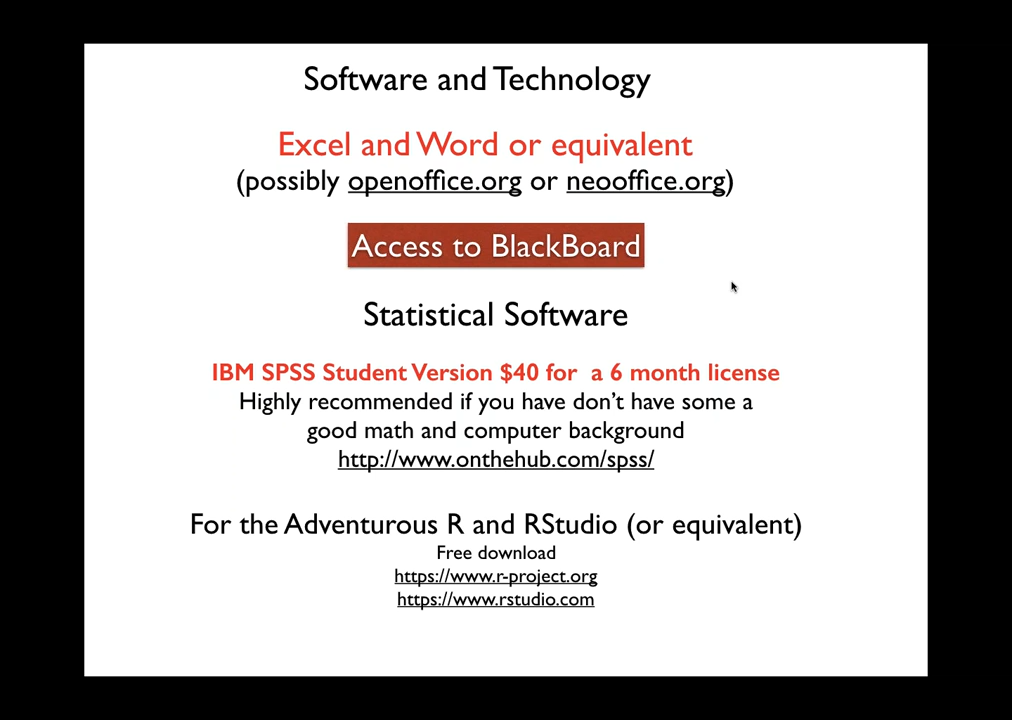 Software and Technology
Excel and Word or equivalent
(possibly openoffice.org or neooffice.org)
Access to BlackBoard
Statistical Software
IBM SPSS Student Version $40 for a 6 month license
Highly recommended if you have don't have some a
good math and computer background
http://www.onthehub.com/spss/
For the Adventurous R and RStudio (or equivalent)
Free download
https://www.r-project.org
https://www.rstudio.com